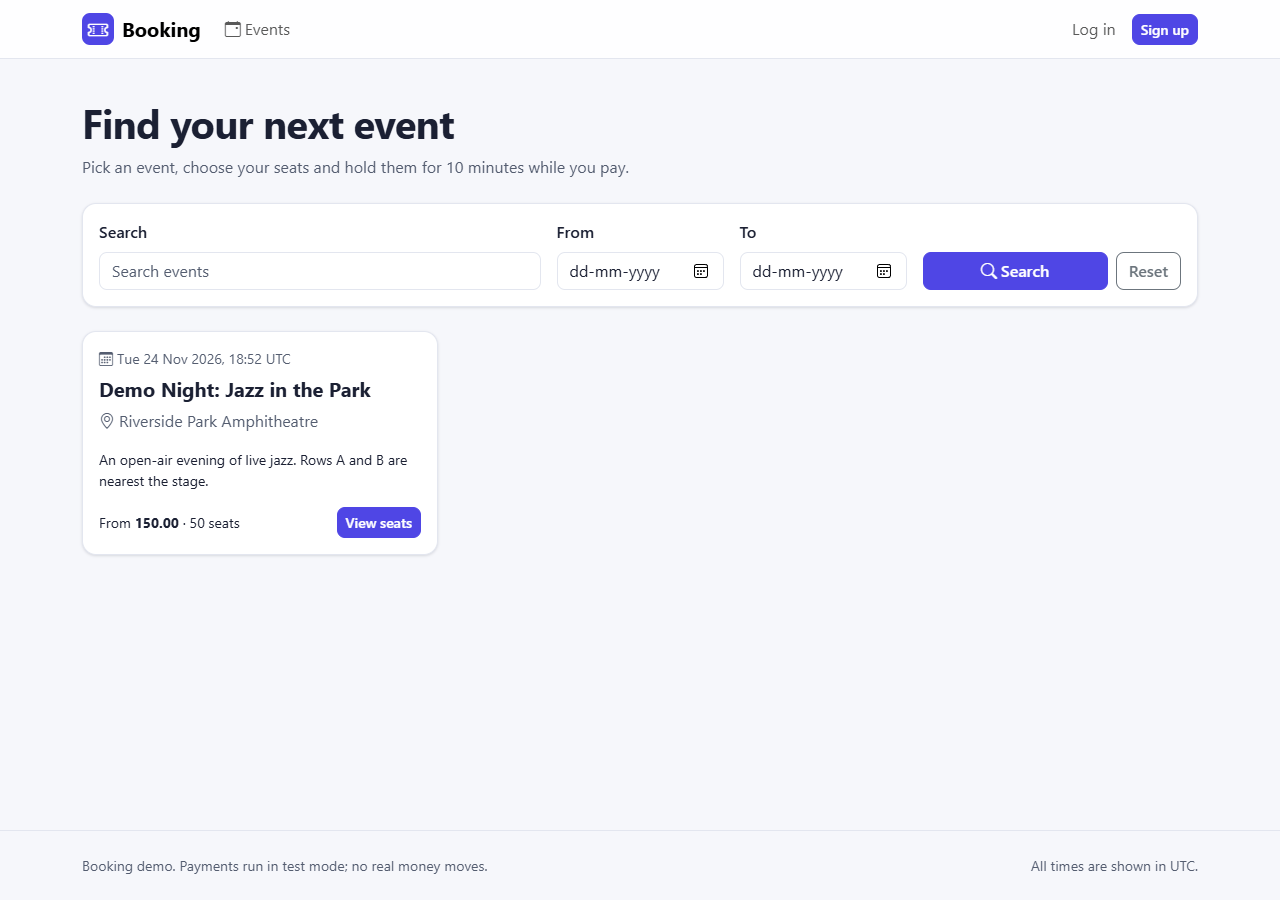 Booking
Events
Log in
Sign up
Find your next event
Pick an event, choose your seats and hold them for 10 minutes while you pay.
Search
From
To
Search events
dd-mm-yyyy
dd-mm-yyyy
Search
Reset
Tue 24 Nov 2026, 18:52 UTC
Demo Night: Jazz in the Park
Riverside Park Amphitheatre
An open-air evening of live jazz. Rows A and B are
nearest the stage.
From 150.00 · 50 seats
View seats
Booking demo. Payments run in test mode; no real money moves.
All times are shown in UTC.